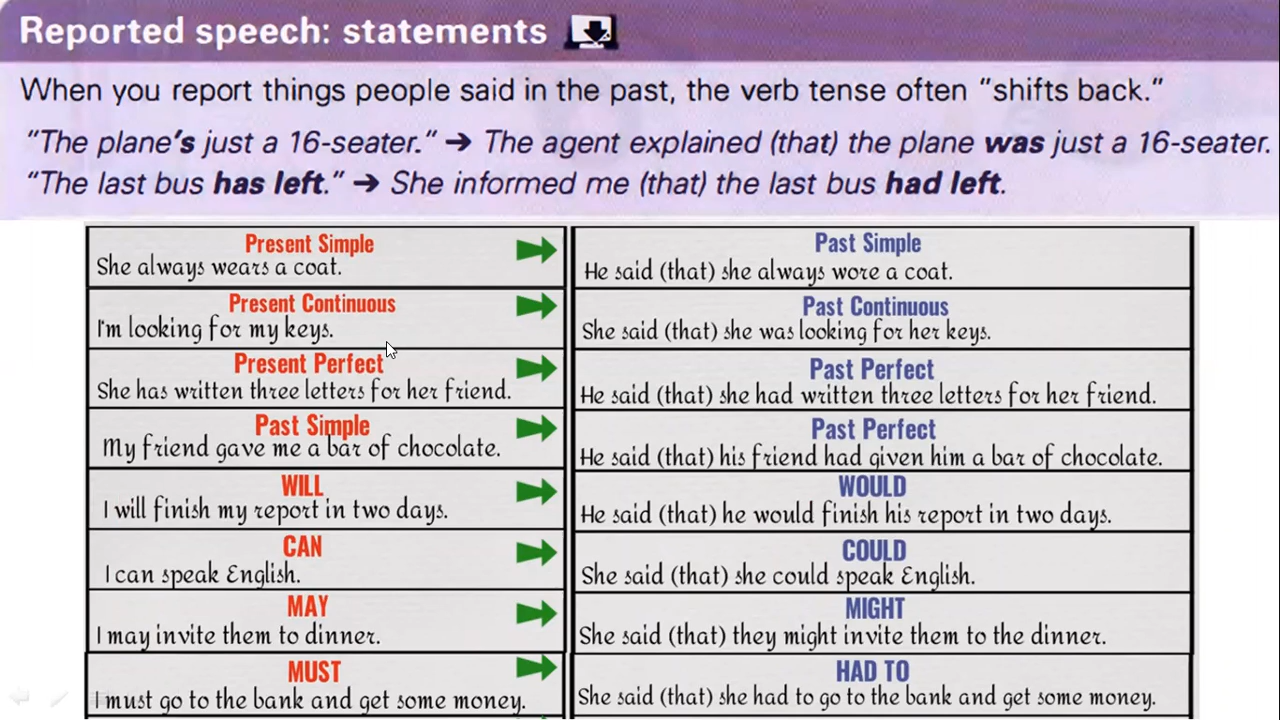 Reported speech: statements
When you report things people said in the past, the verb tense often "shifts back."
"The plane's just a 16-seater." → The agent explained (that) the plane was just a 16-seater.
"The last bus has left." → She informed me (that) the last bus had left.
Present Simple
She always wears a coat.
Past Simple
He said (that) she always wore a coat.
Present Continuous
I'm looking for my keys.
Past Continuous
She said (that) she was looking for her keys.
Present Perfect
She has written three letters for her friend.
Past Perfect
He said (that) she had written three letters for her friend.
Past Simple
My friend gave me a bar of chocolate.
Past Perfect
He said (that) his friend had given him a bar of chocolate.
WILL
I will finish my report in two days.
WOULD
He said (that) he would finish his report in two days.
CAN
I can speak English.
COULD
She said (that) she could speak English.
MAY
I may invite them to dinner.
MIGHT
She said (that) they might invite them to the dinner.
MUST
I must go to the bank and get some money.
HAD TO
She said (that) she had to go to the bank and get some money.